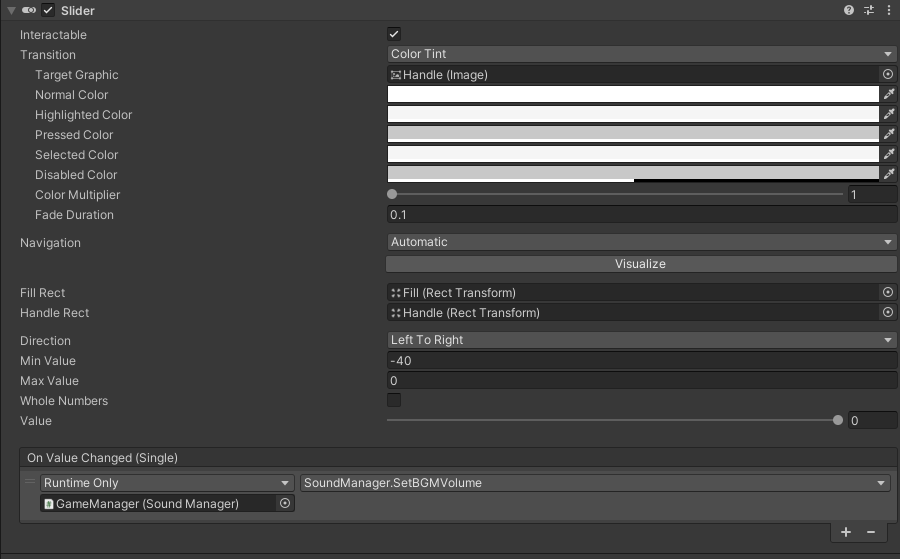 Slider
Interactable
Transition Color Tint
Target Graphic Handle (Image)
Normal Color
Highlighted Color
Pressed Color
Selected Color
Disabled Color
Color Multiplier 1
Fade Duration 0.1
Navigation Automatic
Visualize
Fill Rect Fill (Rect Transform)
Handle Rect Handle (Rect Transform)
Direction Left To Right
Min Value -40
Max Value 0
Whole Numbers
Value 0
On Value Changed (Single)
Runtime Only SoundManager.SetBGMVolume
GameManager (Sound Manager)